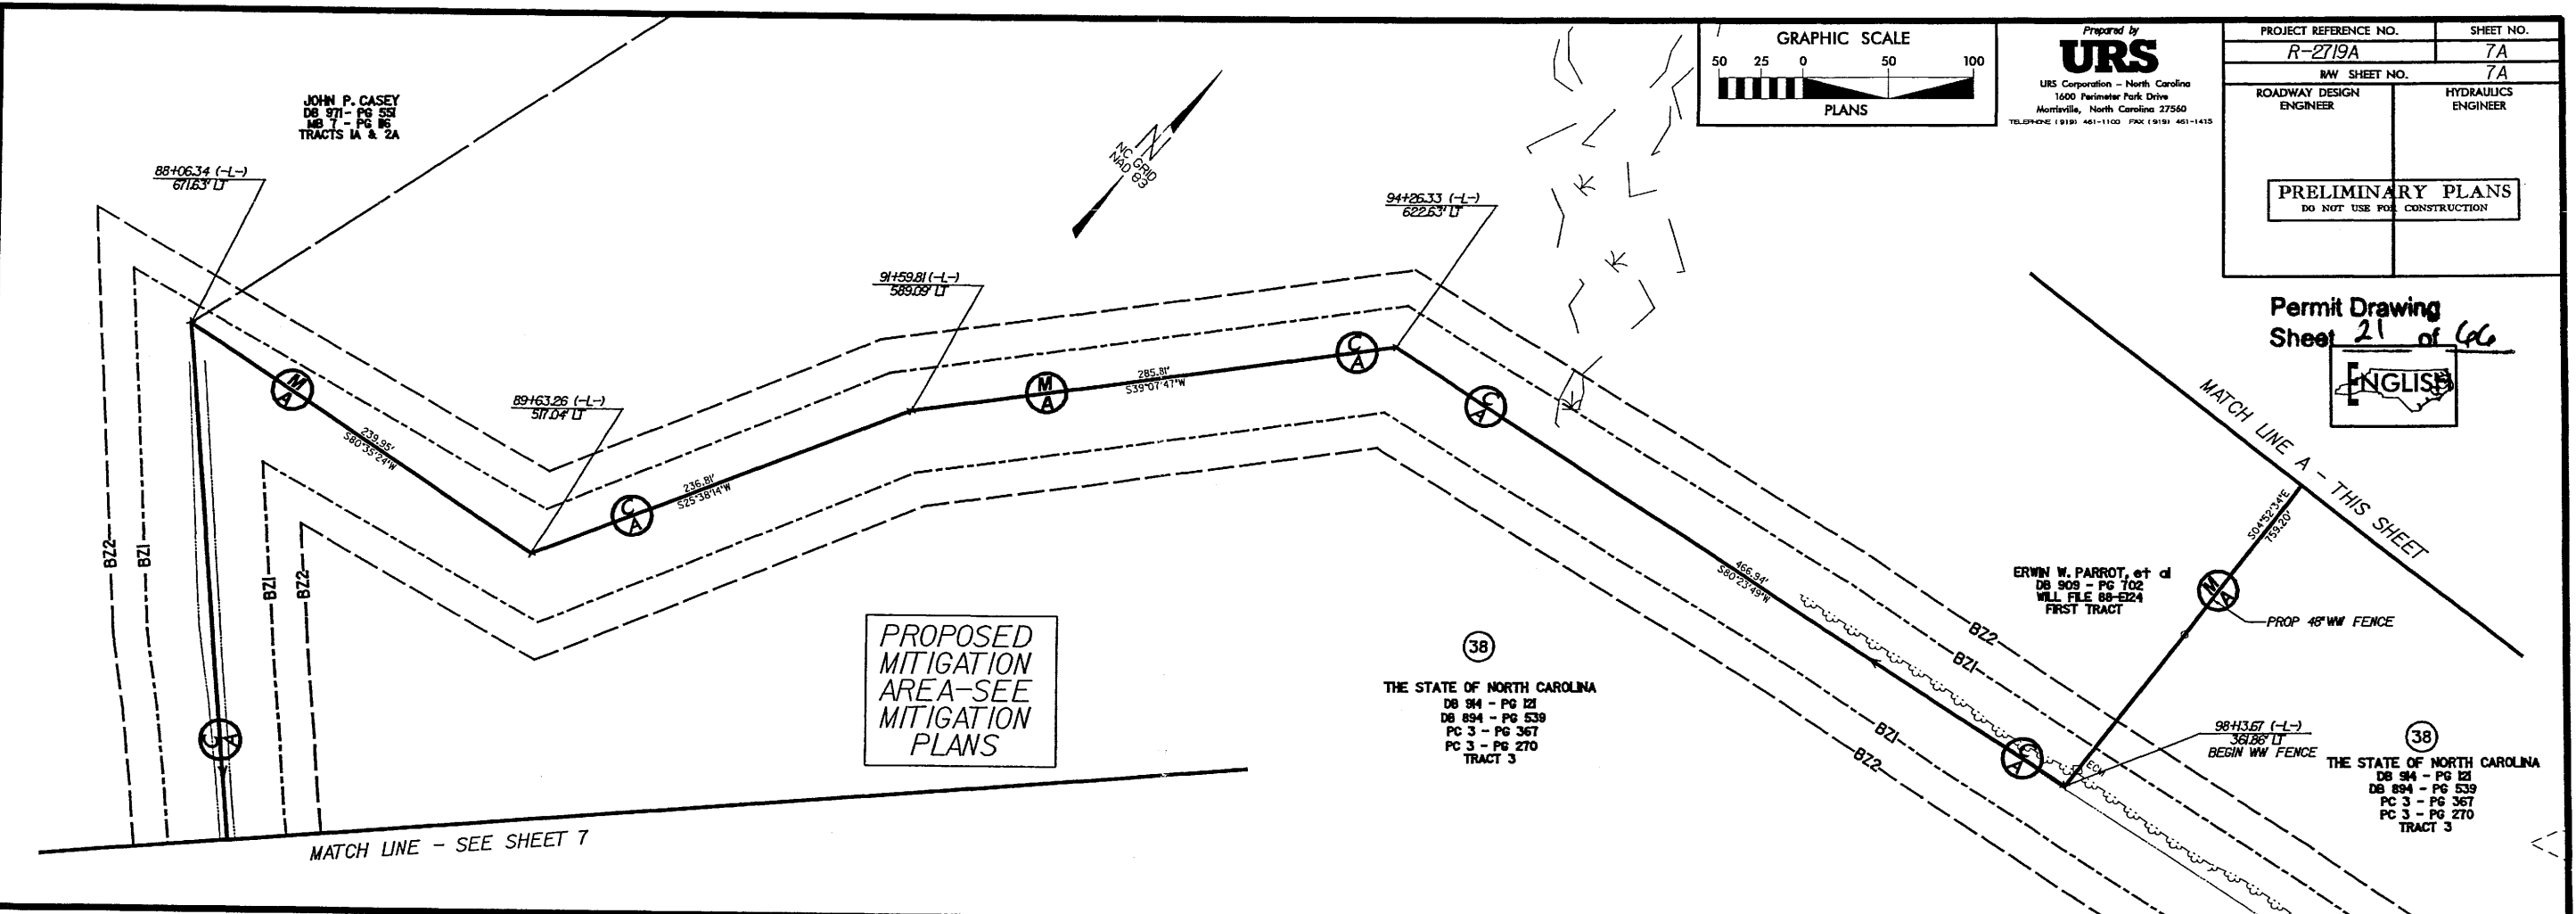 GRAPHIC SCALE
50 25 0 50 100
PLANS
Prepared by
URS
URS Corporation - North Carolina
1600 Perimeter Park Drive
Morrisville, North Carolina 27560
TELEPHONE (919) 461-1100 FAX (919) 461-1415
PROJECT REFERENCE NO. SHEET NO.
R-2719A 7A
RW SHEET NO. 7A
ROADWAY DESIGN
ENGINEER
HYDRAULICS
ENGINEER
PRELIMINARY PLANS
DO NOT USE FOR CONSTRUCTION
Permit Drawing
Sheet 21 of 66
ENGLISH
JOHN P. CASEY
DB 971 - PG 551
MB 7 - PG 116
TRACTS 1A & 2A
88+06.34 (-L-)
671.63' LT
NC GRID
NAD 83
94+26.33 (-L-)
622.63' LT
91+59.81 (-L-)
589.09' LT
89+63.26 (-L-)
517.04' LT
M
A
239.95'
S80°35'24"W
C
A
236.81'
S25°38'14"W
M
A
285.81'
S39°07'47"W
C
A
C
A
466.94'
S80°23'49"W
BZ2
BZ1
BZ1
BZ2
C
A
MATCH LINE - SEE SHEET 7
PROPOSED
MITIGATION
AREA-SEE
MITIGATION
PLANS
38
THE STATE OF NORTH CAROLINA
DB 914 - PG 121
DB 894 - PG 539
PC 3 - PG 367
PC 3 - PG 270
TRACT 3
BZ2
BZ1
BZ1
BZ2
C
A
MATCH LINE A - THIS SHEET
S04°52'34"E
759.20'
ERWIN W. PARROT, et al
DB 909 - PG 702
WILL FILE 88-E124
FIRST TRACT
M
A
PROP 48" WW FENCE
98+13.67 (-L-)
361.86' LT
BEGIN WW FENCE
38
THE STATE OF NORTH CAROLINA
DB 914 - PG 121
DB 894 - PG 539
PC 3 - PG 367
PC 3 - PG 270
TRACT 3